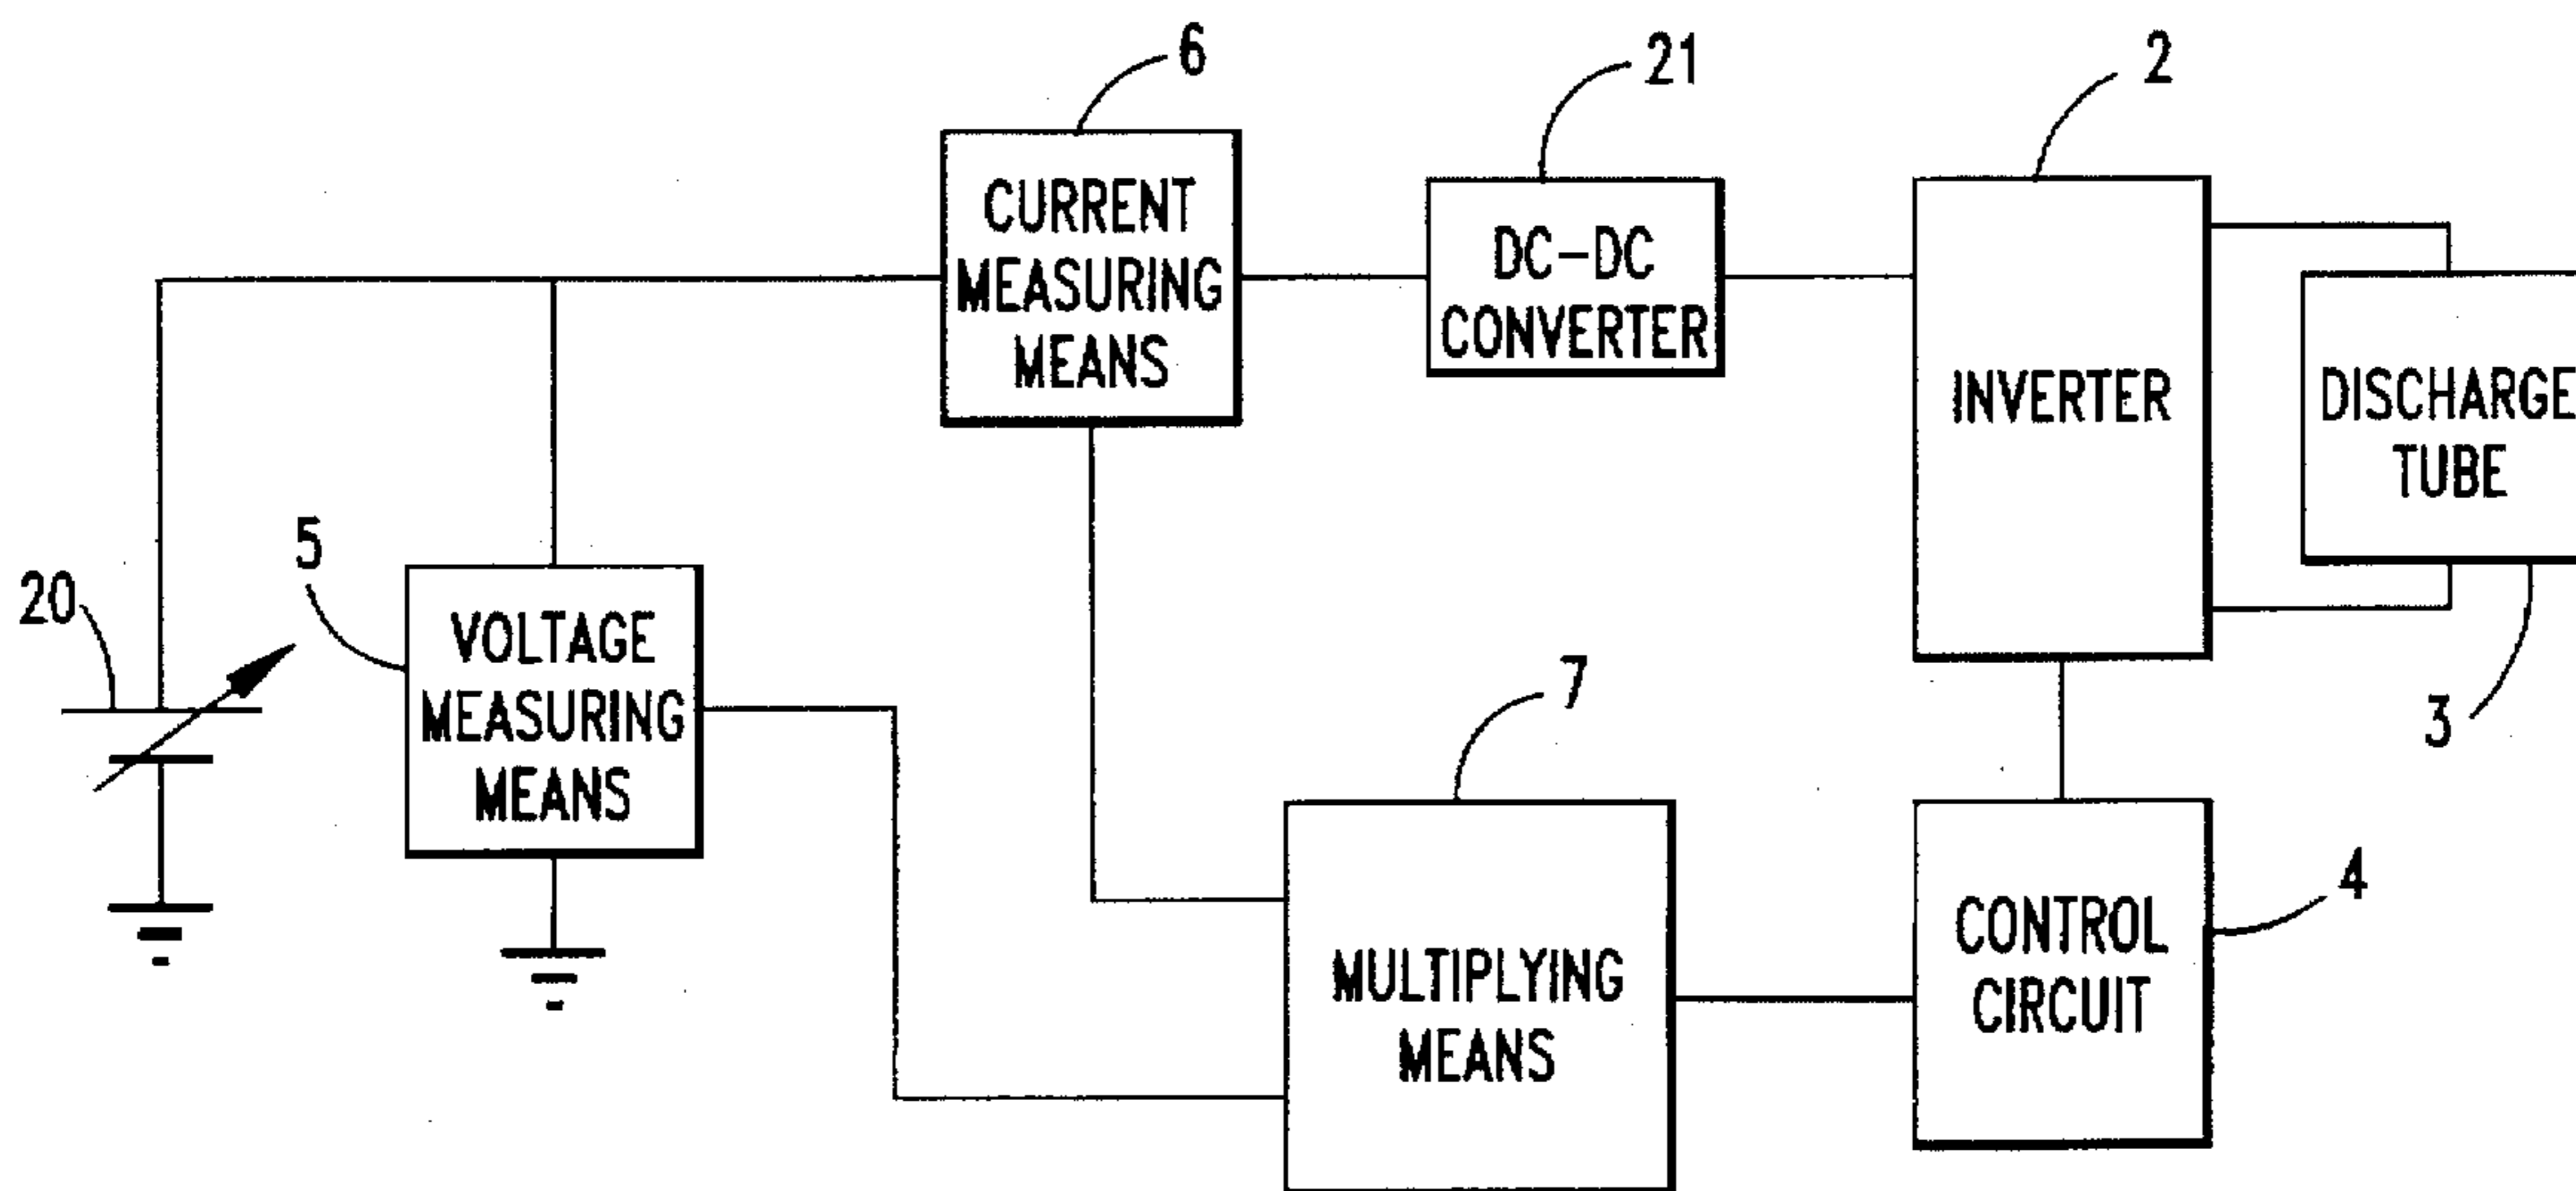 6
21
2
CURRENT
MEASURING
MEANS
DC-DC
CONVERTER
INVERTER
DISCHARGE
TUBE
3
20
5
VOLTAGE
MEASURING
MEANS
7
MULTIPLYING
MEANS
4
CONTROL
CIRCUIT